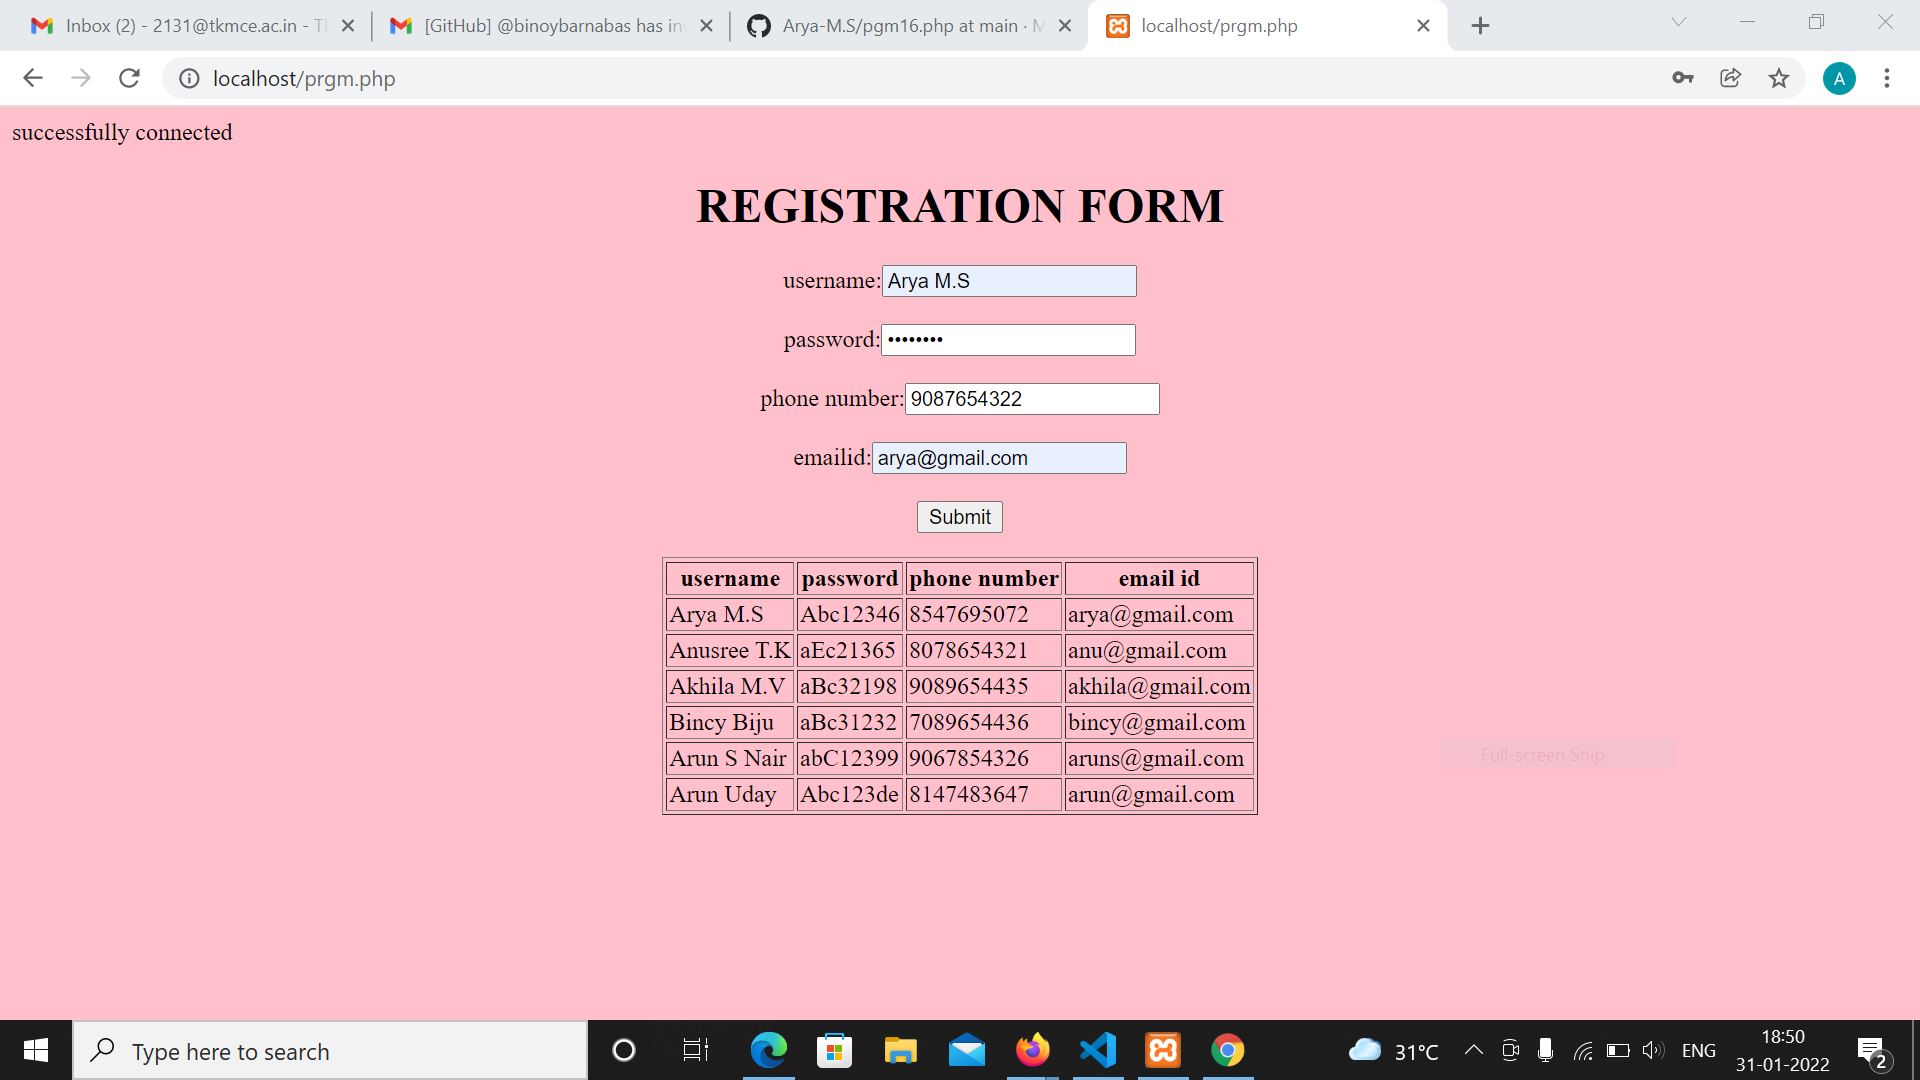 Inbox (2) - 2131@tkmce.ac.in - T
[GitHub] @binoybarnabas has inv
Arya-M.S/pgm16.php at main · M
localhost/prgm.php
localhost/prgm.php
A
successfully connected
REGISTRATION FORM
username: Arya M.S
password: ••••••••
phone number: 9087654322
emailid: arya@gmail.com
Submit
username password phone number email id
Arya M.S Abc12346 8547695072 arya@gmail.com
Anusree T.K aEc21365 8078654321 anu@gmail.com
Akhila M.V aBc32198 9089654435 akhila@gmail.com
Bincy Biju aBc31232 7089654436 bincy@gmail.com
Arun S Nair abC12399 9067854326 aruns@gmail.com
Arun Uday Abc123de 8147483647 arun@gmail.com
Full-screen Snip
Type here to search
31°C
ENG
18:50
31-01-2022
2